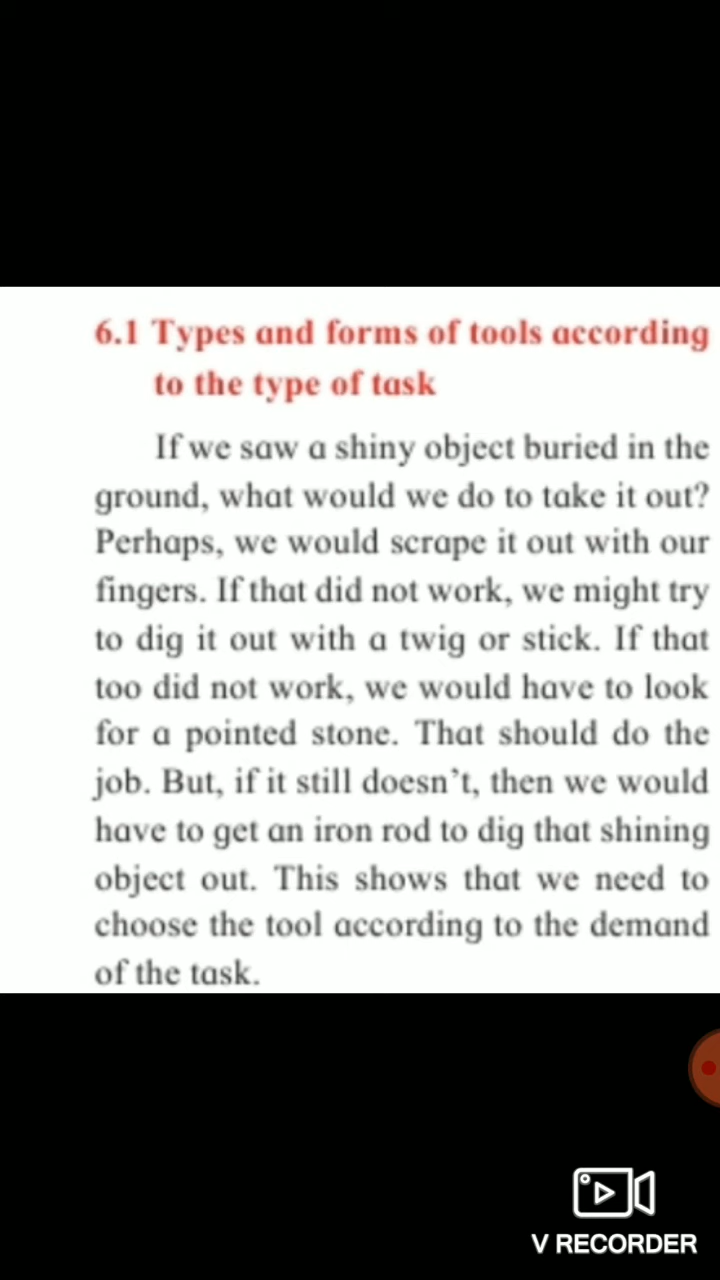 6.1 Types and forms of tools according
to the type of task
If we saw a shiny object buried in the
ground, what would we do to take it out?
Perhaps, we would scrape it out with our
fingers. If that did not work, we might try
to dig it out with a twig or stick. If that
too did not work, we would have to look
for a pointed stone. That should do the
job. But, if it still doesn't, then we would
have to get an iron rod to dig that shining
object out. This shows that we need to
choose the tool according to the demand
of the task.
V RECORDER